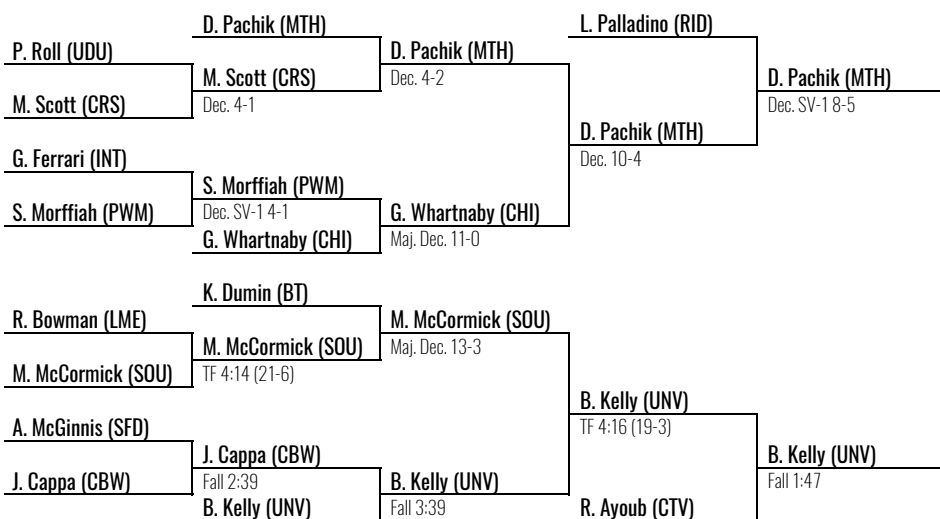 D. Pachik (MTH)
L. Palladino (RID)
P. Roll (UDU)
D. Pachik (MTH)
M. Scott (CRS)
Dec. 4-2
D. Pachik (MTH)
M. Scott (CRS)
Dec. 4-1
Dec. SV-1 8-5
D. Pachik (MTH)
G. Ferrari (INT)
Dec. 10-4
S. Morffiah (PWM)
S. Morffiah (PWM)
Dec. SV-1 4-1
G. Whartnaby (CHI)
G. Whartnaby (CHI)
Maj. Dec. 11-0
K. Dumin (BT)
R. Bowman (LME)
M. McCormick (SOU)
M. McCormick (SOU)
Maj. Dec. 13-3
M. McCormick (SOU)
TF 4:14 (21-6)
B. Kelly (UNV)
A. McGinnis (SFD)
TF 4:16 (19-3)
J. Cappa (CBW)
B. Kelly (UNV)
J. Cappa (CBW)
Fall 2:39
B. Kelly (UNV)
Fall 1:47
B. Kelly (UNV)
Fall 3:39
R. Ayoub (CTV)